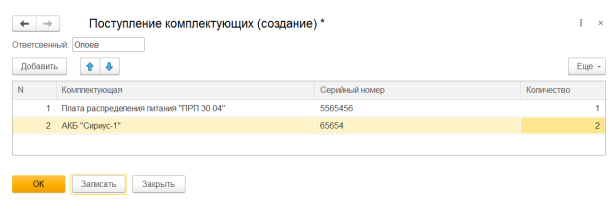 Поступление комплектующих (создание) *
Ответсвенный: Опоев
Добавить Еще
N Комплектующая Серийный номер Количество
1 Плата распределения питания "ПРП 30.04" 5565456 1
2 АКБ "Сириус-1" 65654 2
ОК Записать Закрыть